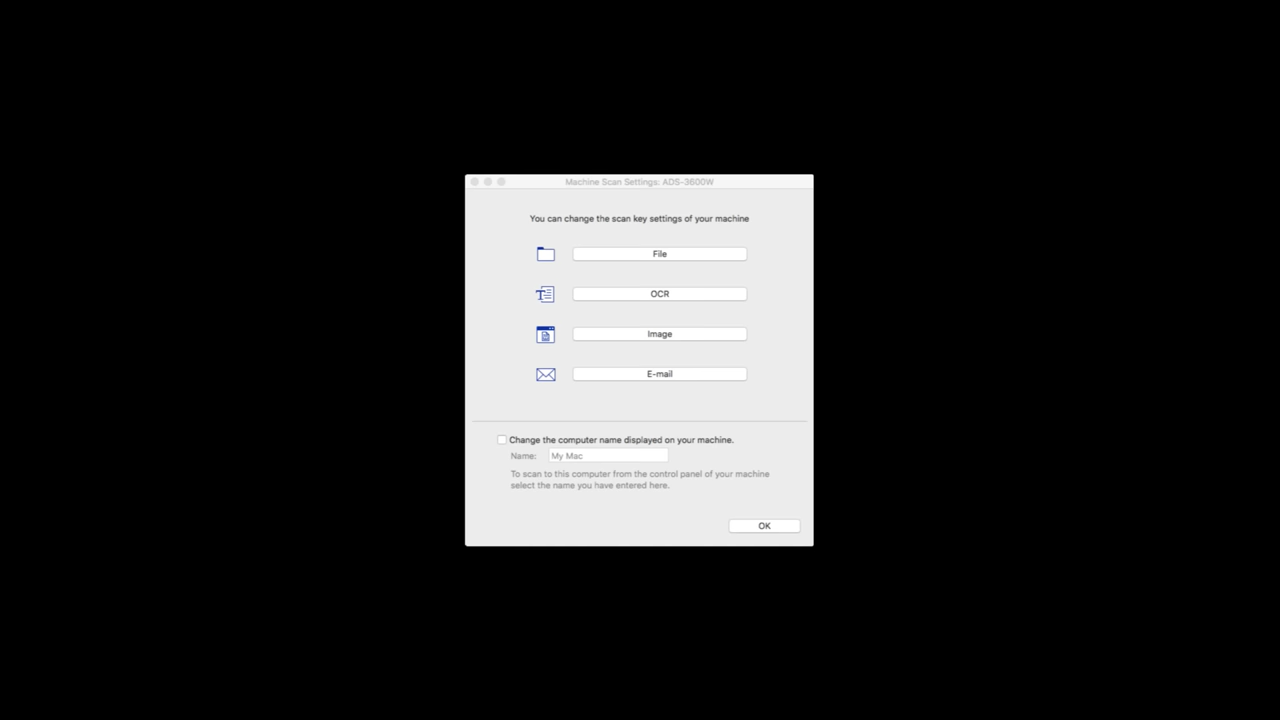 Machine Scan Settings: ADS-3600W
You can change the scan key settings of your machine
File
OCR
Image
E-mail
Change the computer name displayed on your machine.
Name: My Mac
To scan to this computer from the control panel of your machine
select the name you have entered here.
OK